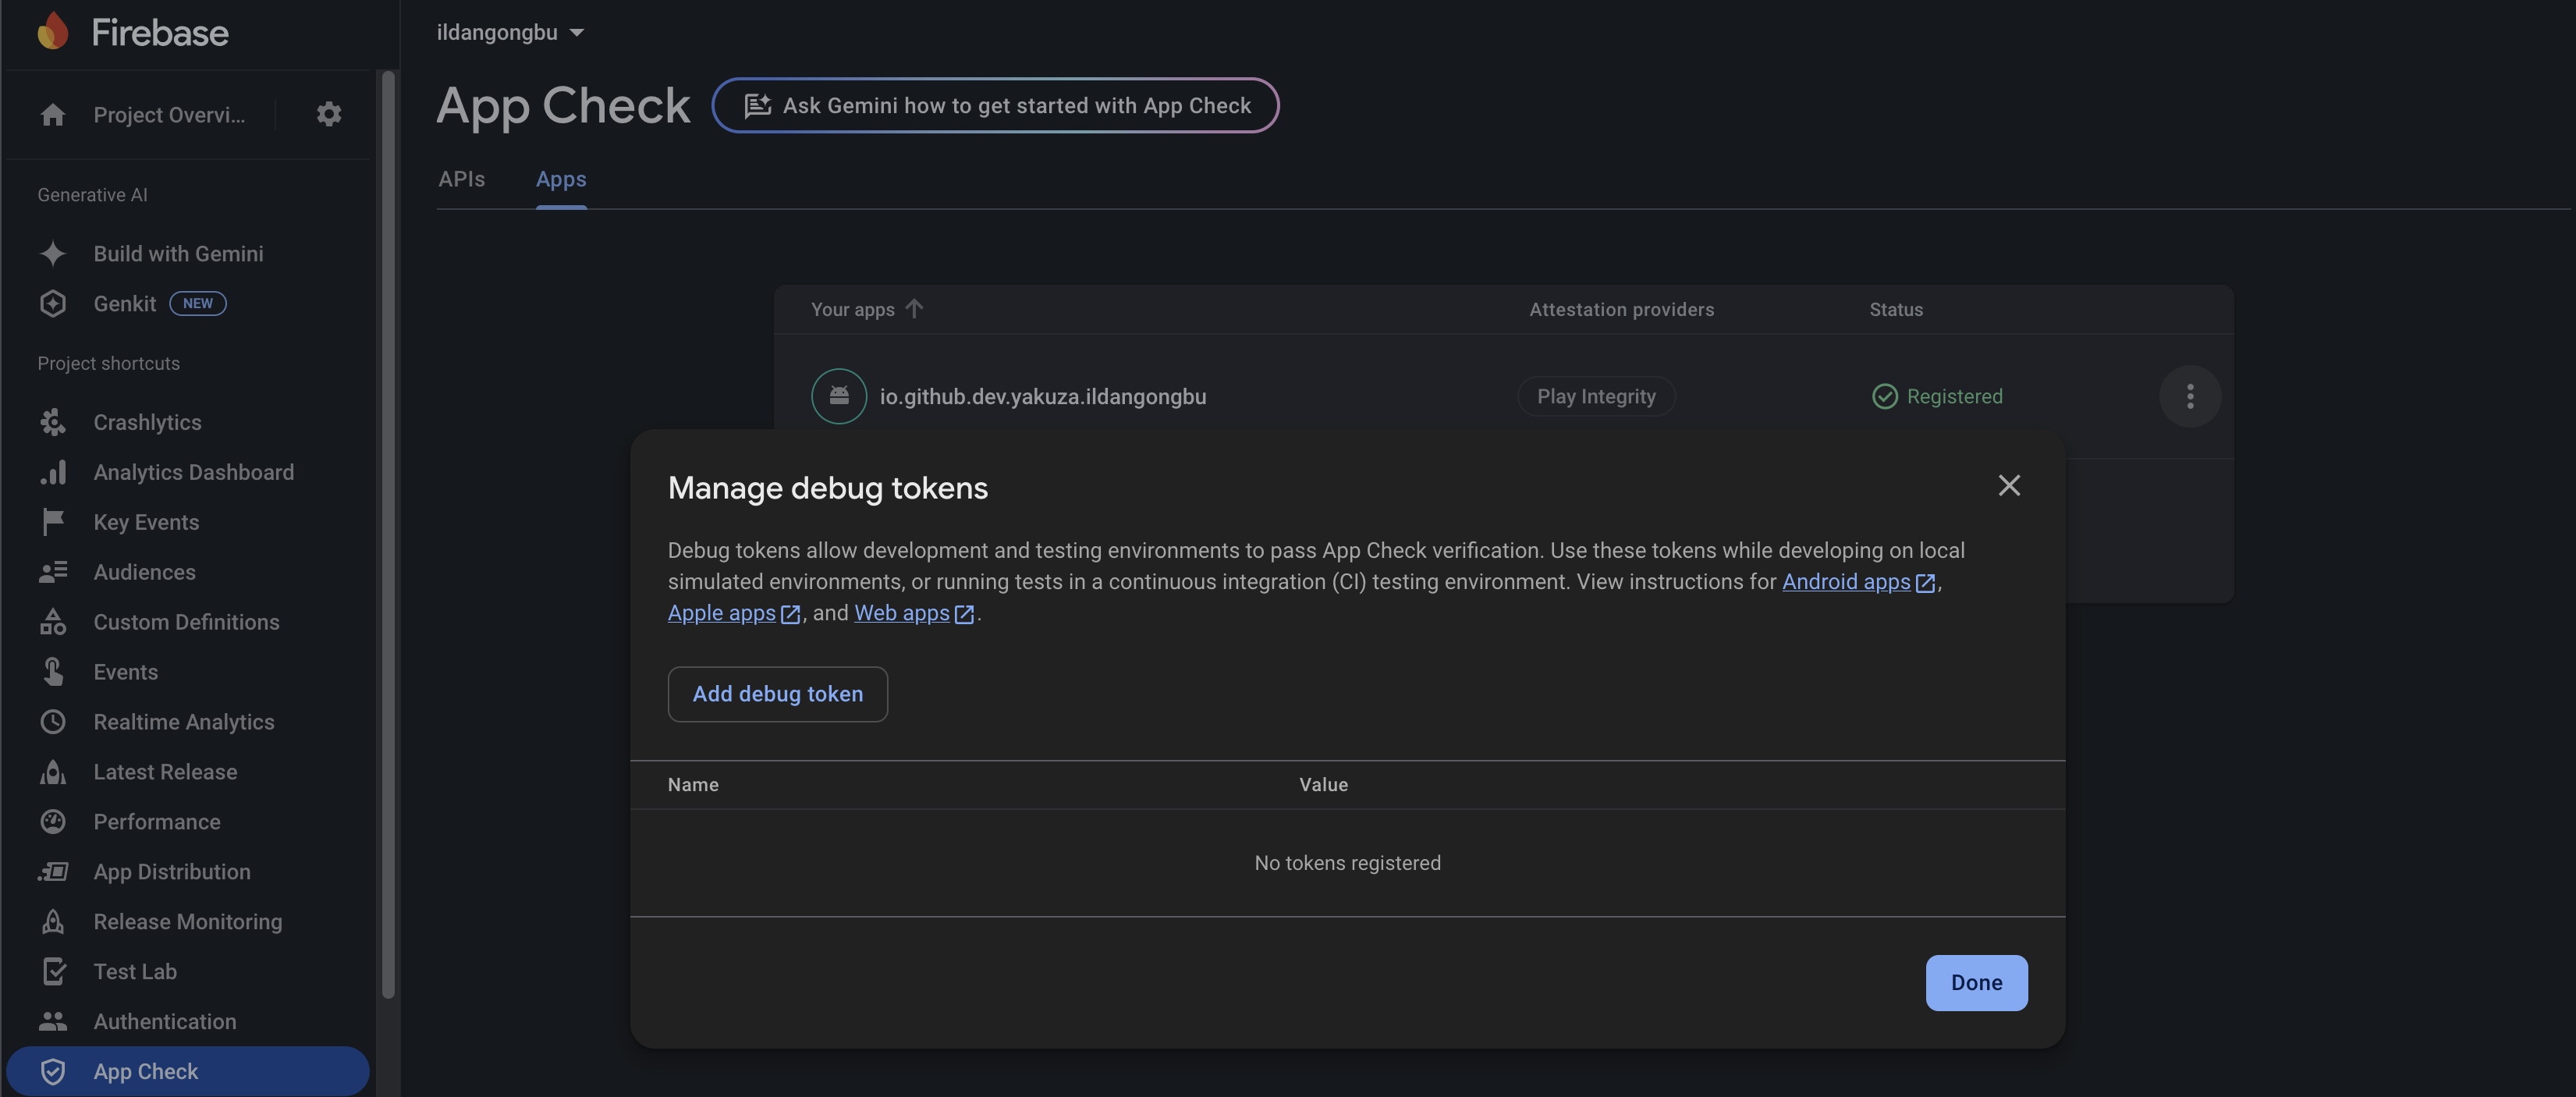 Firebase
Project Overvi...
Generative AI
Build with Gemini
Genkit NEW
Project shortcuts
Crashlytics
Analytics Dashboard
Key Events
Audiences
Custom Definitions
Events
Realtime Analytics
Latest Release
Performance
App Distribution
Release Monitoring
Test Lab
Authentication
App Check
ildangongbu
App Check Ask Gemini how to get started with App Check
APIs Apps
Your apps Attestation providers Status
io.github.dev.yakuza.ildangongbu Play Integrity Registered
Manage debug tokens
Debug tokens allow development and testing environments to pass App Check verification. Use these tokens while developing on local
simulated environments, or running tests in a continuous integration (CI) testing environment. View instructions for Android apps,
Apple apps, and Web apps.
Add debug token
Name Value
No tokens registered
Done